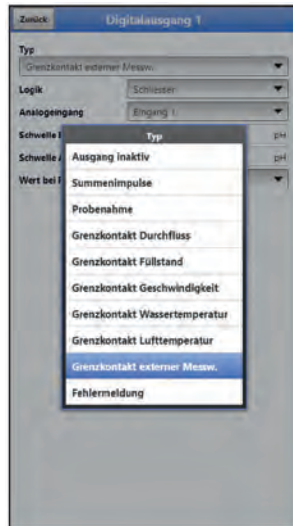 Zurück
Digitalausgang 1
Typ
Grenzkontakt externer Messw.
Logik
Schliesser
Analogeingang
Eingang 1
Schwelle
pH
Schwelle
pH
Wert bei
Typ
Ausgang inaktiv
Summenimpulse
Probenahme
Grenzkontakt Durchfluss
Grenzkontakt Füllstand
Grenzkontakt Geschwindigkeit
Grenzkontakt Wassertemperatur
Grenzkontakt Lufttemperatur
Grenzkontakt externer Messw.
Fehlermeldung